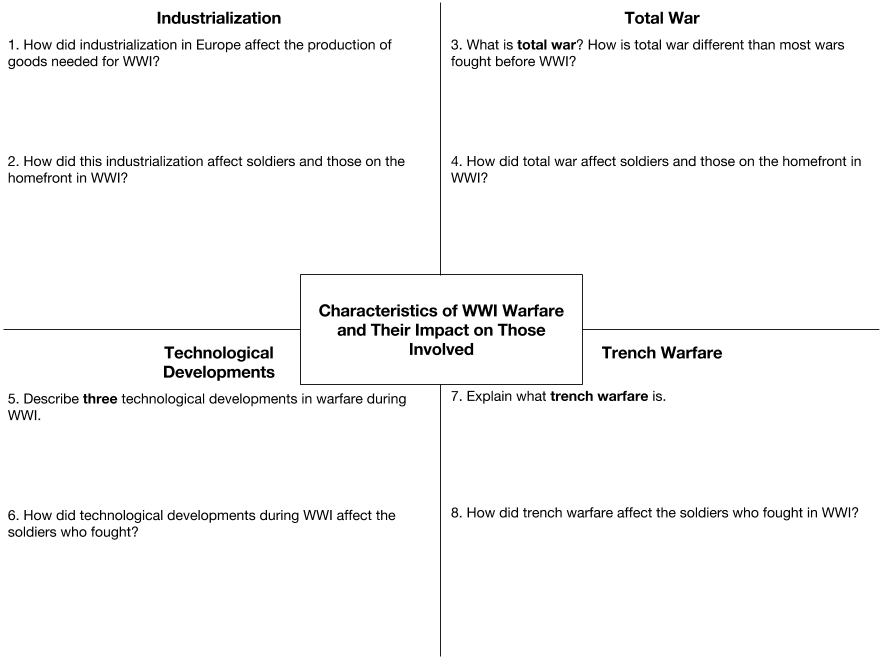 Industrialization
1. How did industrialization in Europe affect the production of
goods needed for WWI?
2. How did this industrialization affect soldiers and those on the
homefront in WWI?
Total War
3. What is total war? How is total war different than most wars
fought before WWI?
4. How did total war affect soldiers and those on the homefront in
WWI?
Characteristics of WWI Warfare
and Their Impact on Those
Involved
Technological
Developments
5. Describe three technological developments in warfare during
WWI.
6. How did technological developments during WWI affect the
soldiers who fought?
Trench Warfare
7. Explain what trench warfare is.
8. How did trench warfare affect the soldiers who fought in WWI?